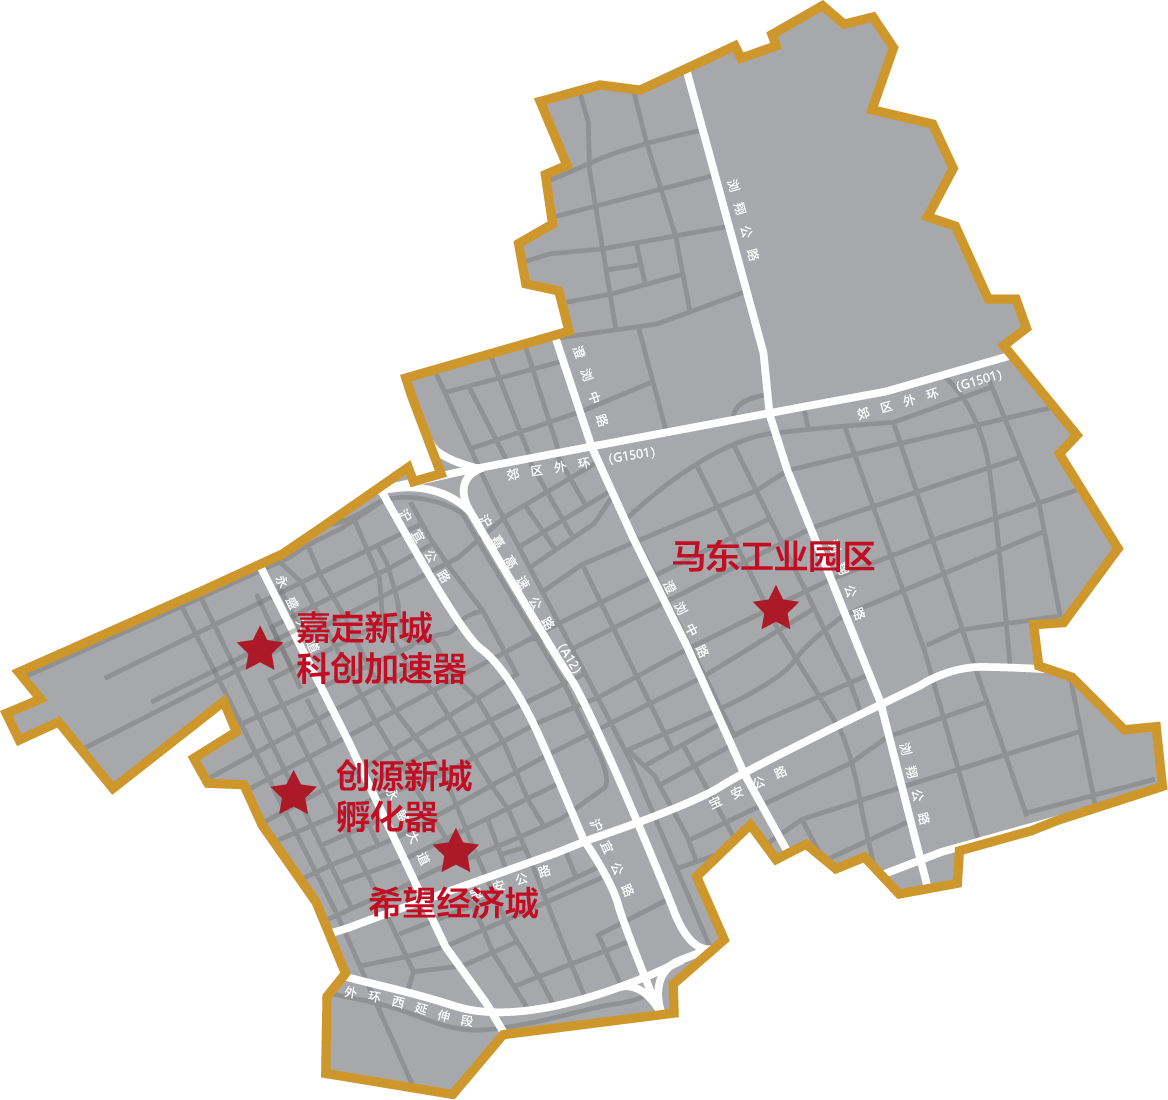 浏翔公路
澄浏中路
郊区外环 (G1501)
郊区外环 (G1501)
沪宜公路
沪嘉高速公路 (A12)
马东工业园区
翔公路
永盛
道
澄浏中路
嘉定新城
科创加速器
浏翔公路
宝安公路
创源新城
孵化器
永盛大道
沪宜公路
安公路
希望经济城
外环西延伸段